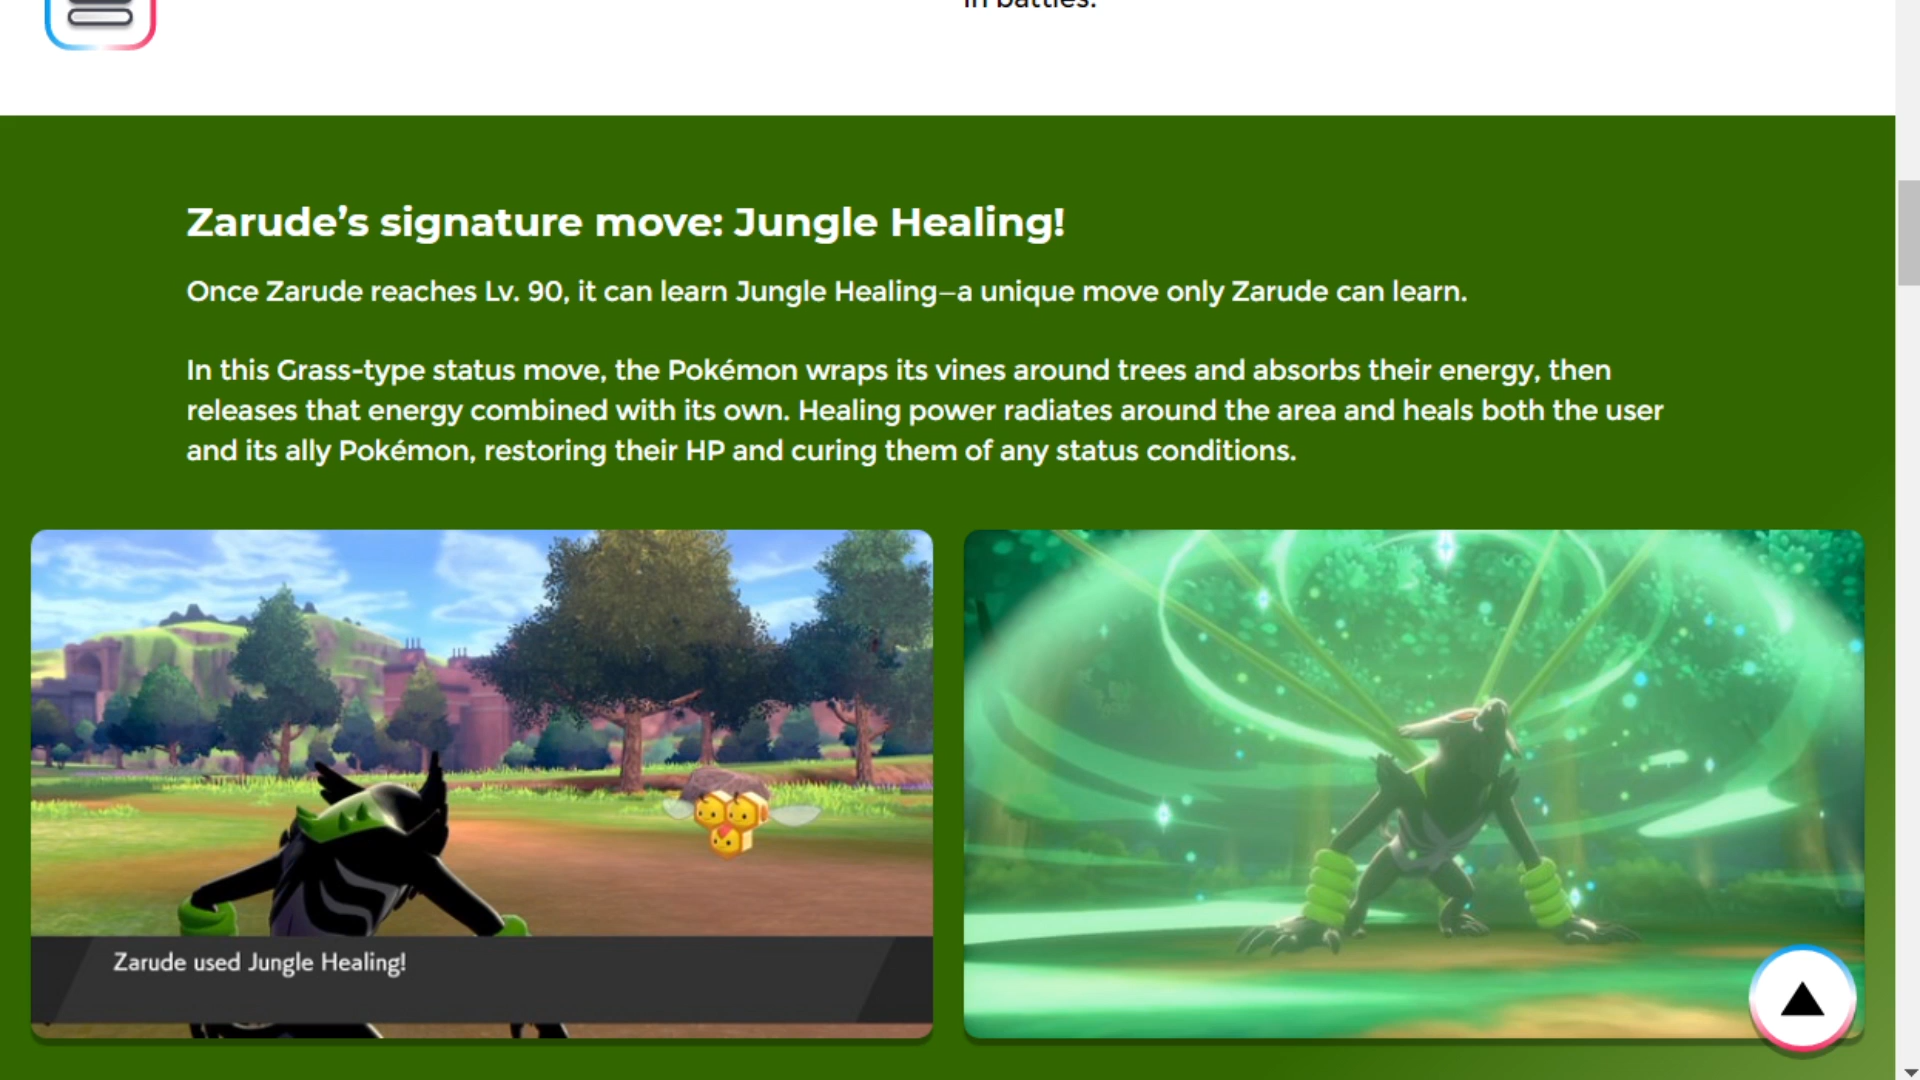 in battles.
Zarude’s signature move: Jungle Healing!
Once Zarude reaches Lv. 90, it can learn Jungle Healing—a unique move only Zarude can learn.
In this Grass-type status move, the Pokémon wraps its vines around trees and absorbs their energy, then
releases that energy combined with its own. Healing power radiates around the area and heals both the user
and its ally Pokémon, restoring their HP and curing them of any status conditions.
Zarude used Jungle Healing!